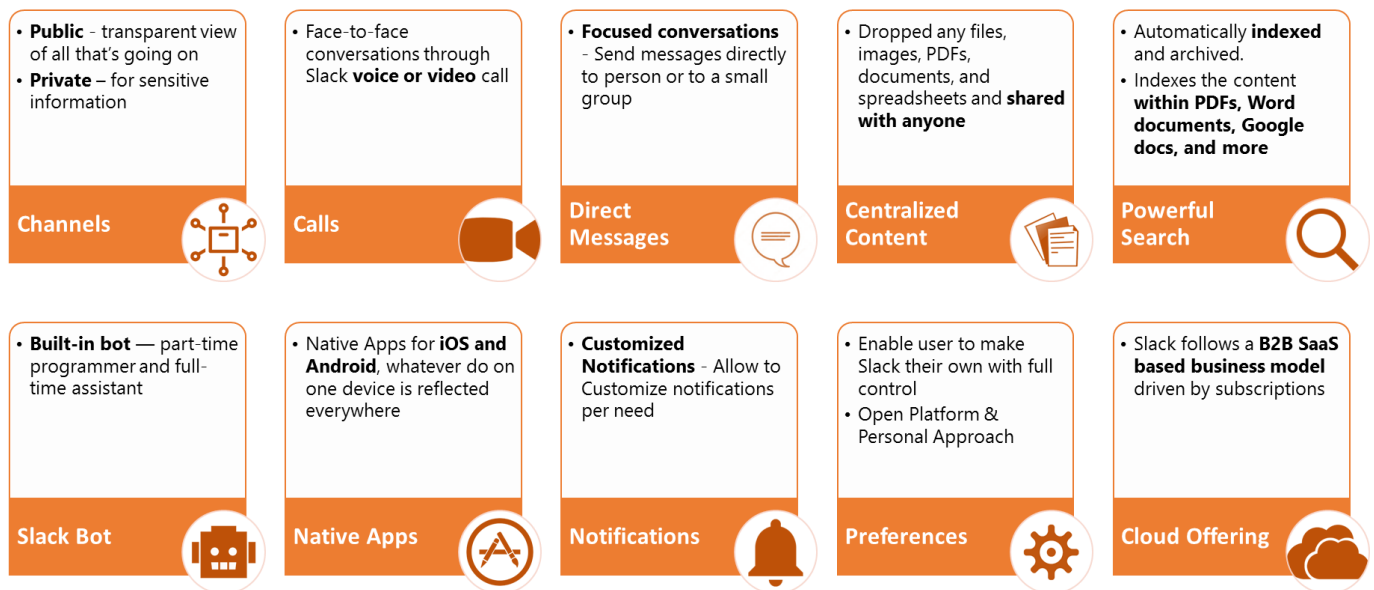 • Public - transparent view
of all that's going on
• Private – for sensitive
information
Channels
• Face-to-face
conversations through
Slack voice or video call
Calls
• Focused conversations
- Send messages directly
to person or to a small
group
Direct
Messages
• Dropped any files,
images, PDFs,
documents, and
spreadsheets and shared
with anyone
Centralized
Content
• Automatically indexed
and archived.
• Indexes the content
within PDFs, Word
documents, Google
docs, and more
Powerful
Search
• Built-in bot — part-time
programmer and full-
time assistant
Slack Bot
• Native Apps for iOS and
Android, whatever do on
one device is reflected
everywhere
Native Apps
• Customized
Notifications - Allow to
Customize notifications
per need
Notifications
• Enable user to make
Slack their own with full
control
• Open Platform &
Personal Approach
Preferences
• Slack follows a B2B SaaS
based business model
driven by subscriptions
Cloud Offering